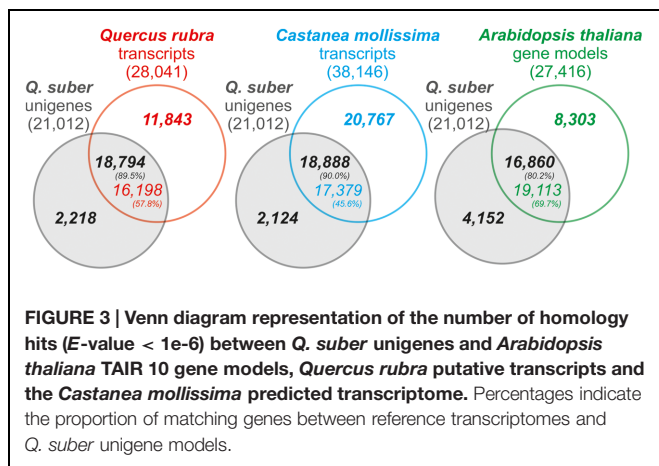 Quercus rubra
transcripts
(28,041)
Q. suber
unigenes
(21,012)
11,843
18,794
(89.5%)
16,198
(57.8%)
2,218
Castanea mollissima
transcripts
(38,146)
Q. suber
unigenes
(21,012)
20,767
18,888
(90.0%)
17,379
(45.6%)
2,124
Arabidopsis thaliana
gene models
(27,416)
Q. suber
unigenes
(21,012)
8,303
16,860
(80.2%)
19,113
(69.7%)
4,152
FIGURE 3 | Venn diagram representation of the number of homology
hits (E-value < 1e-6) between Q. suber unigenes and Arabidopsis
thaliana TAIR 10 gene models, Quercus rubra putative transcripts and
the Castanea mollissima predicted transcriptome. Percentages indicate
the proportion of matching genes between reference transcriptomes and
Q. suber unigene models.